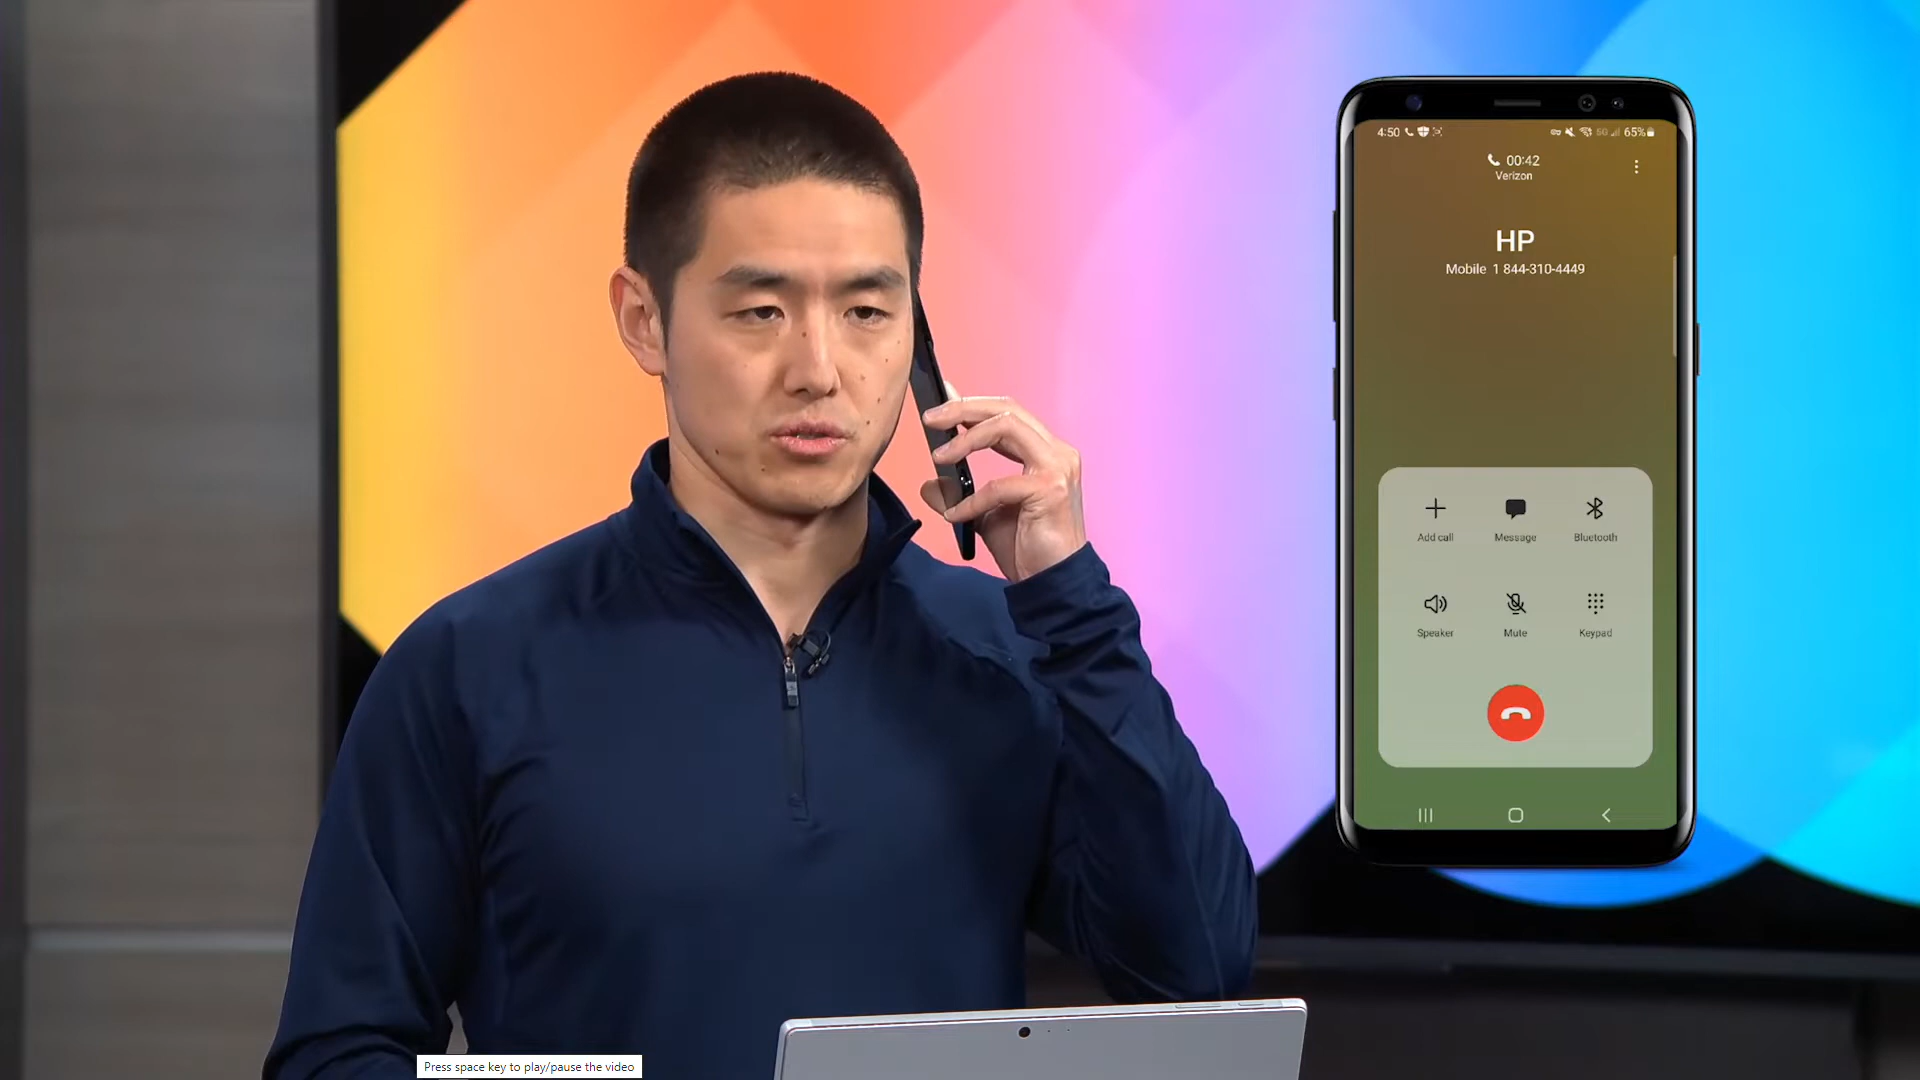 4:50
5G 65%
00:42
Verizon
HP
Mobile 1 844-310-4449
Add call Message Bluetooth
Speaker Mute Keypad
Press space key to play/pause the video